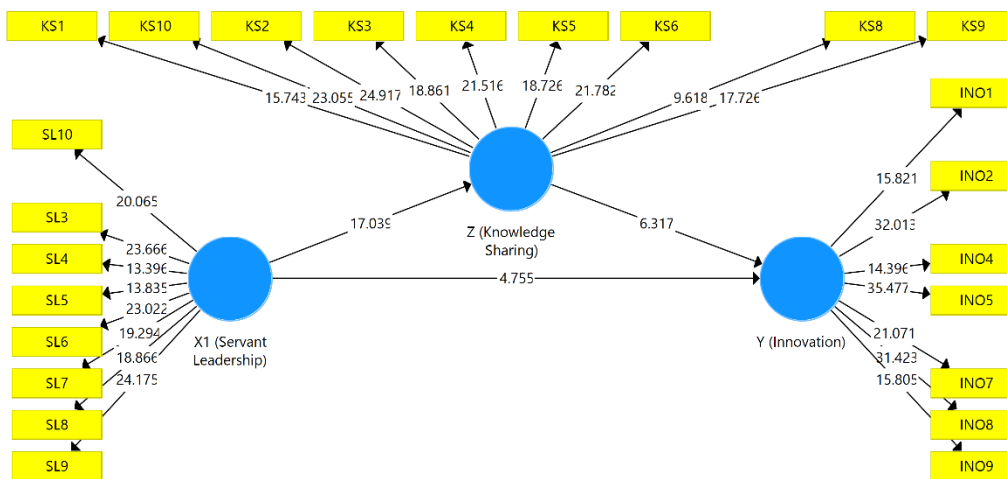 KS1
KS10
KS2
KS3
KS4
KS5
KS6
KS8
KS9
15.743
23.055
24.917
18.861
21.516
18.726
21.782
9.618
17.726
INO1
SL10
15.821
INO2
20.065
SL3
17.039
Z (Knowledge
Sharing)
6.317
32.013
23.666
SL4
13.396
4.755
14.396
INO4
SL5
13.835
35.477
INO5
23.022
SL6
19.294
X1 (Servant
Leadership)
Y (Innovation)
21.071
18.866
31.423
SL7
24.175
15.805
INO7
SL8
INO8
SL9
INO9